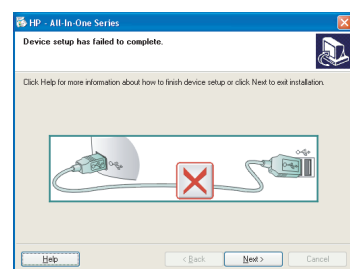 HP - All-In-One Series
Device setup has failed to complete.
Click Help for more information about how to finish device setup or click Next to exit installation.
Help < Back Next > Cancel